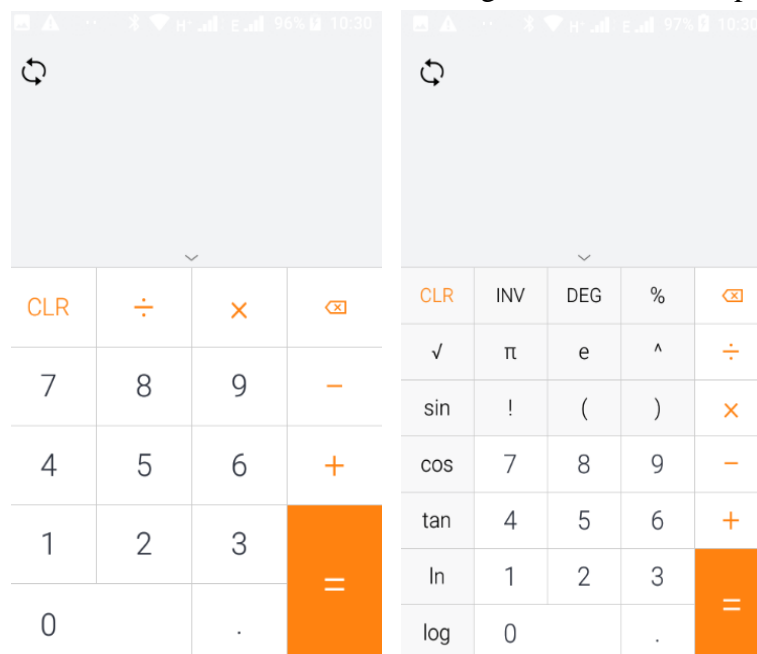 H+ E 96% 10:30
CLR ÷ ×
7 8 9 −
4 5 6 +
1 2 3 =
0 .
H+ E 97% 10:30
CLR INV DEG %
√ π e ^ ÷
sin ! ( ) ×
cos 7 8 9 −
tan 4 5 6 +
ln 1 2 3 =
log 0 .